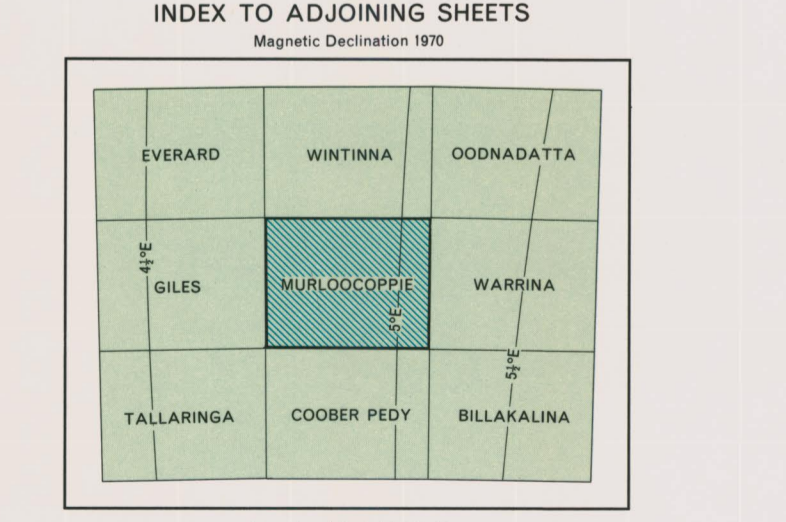 INDEX TO ADJOINING SHEETS
Magnetic Declination 1970
EVERARD WINTINNA OODNADATTA
4½°E
GILES MURLOOCOPPIE WARRINA
5°E
5½°E
TALLARINGA COOBER PEDY BILLAKALINA